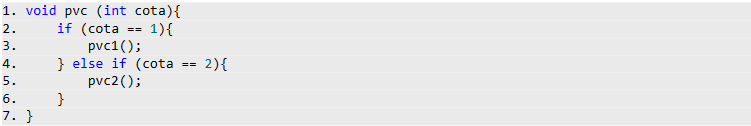 1. void pvc (int cota){
2.     if (cota == 1){
3.         pvc1();
4.     } else if (cota == 2){
5.         pvc2();
6.     }
7. }